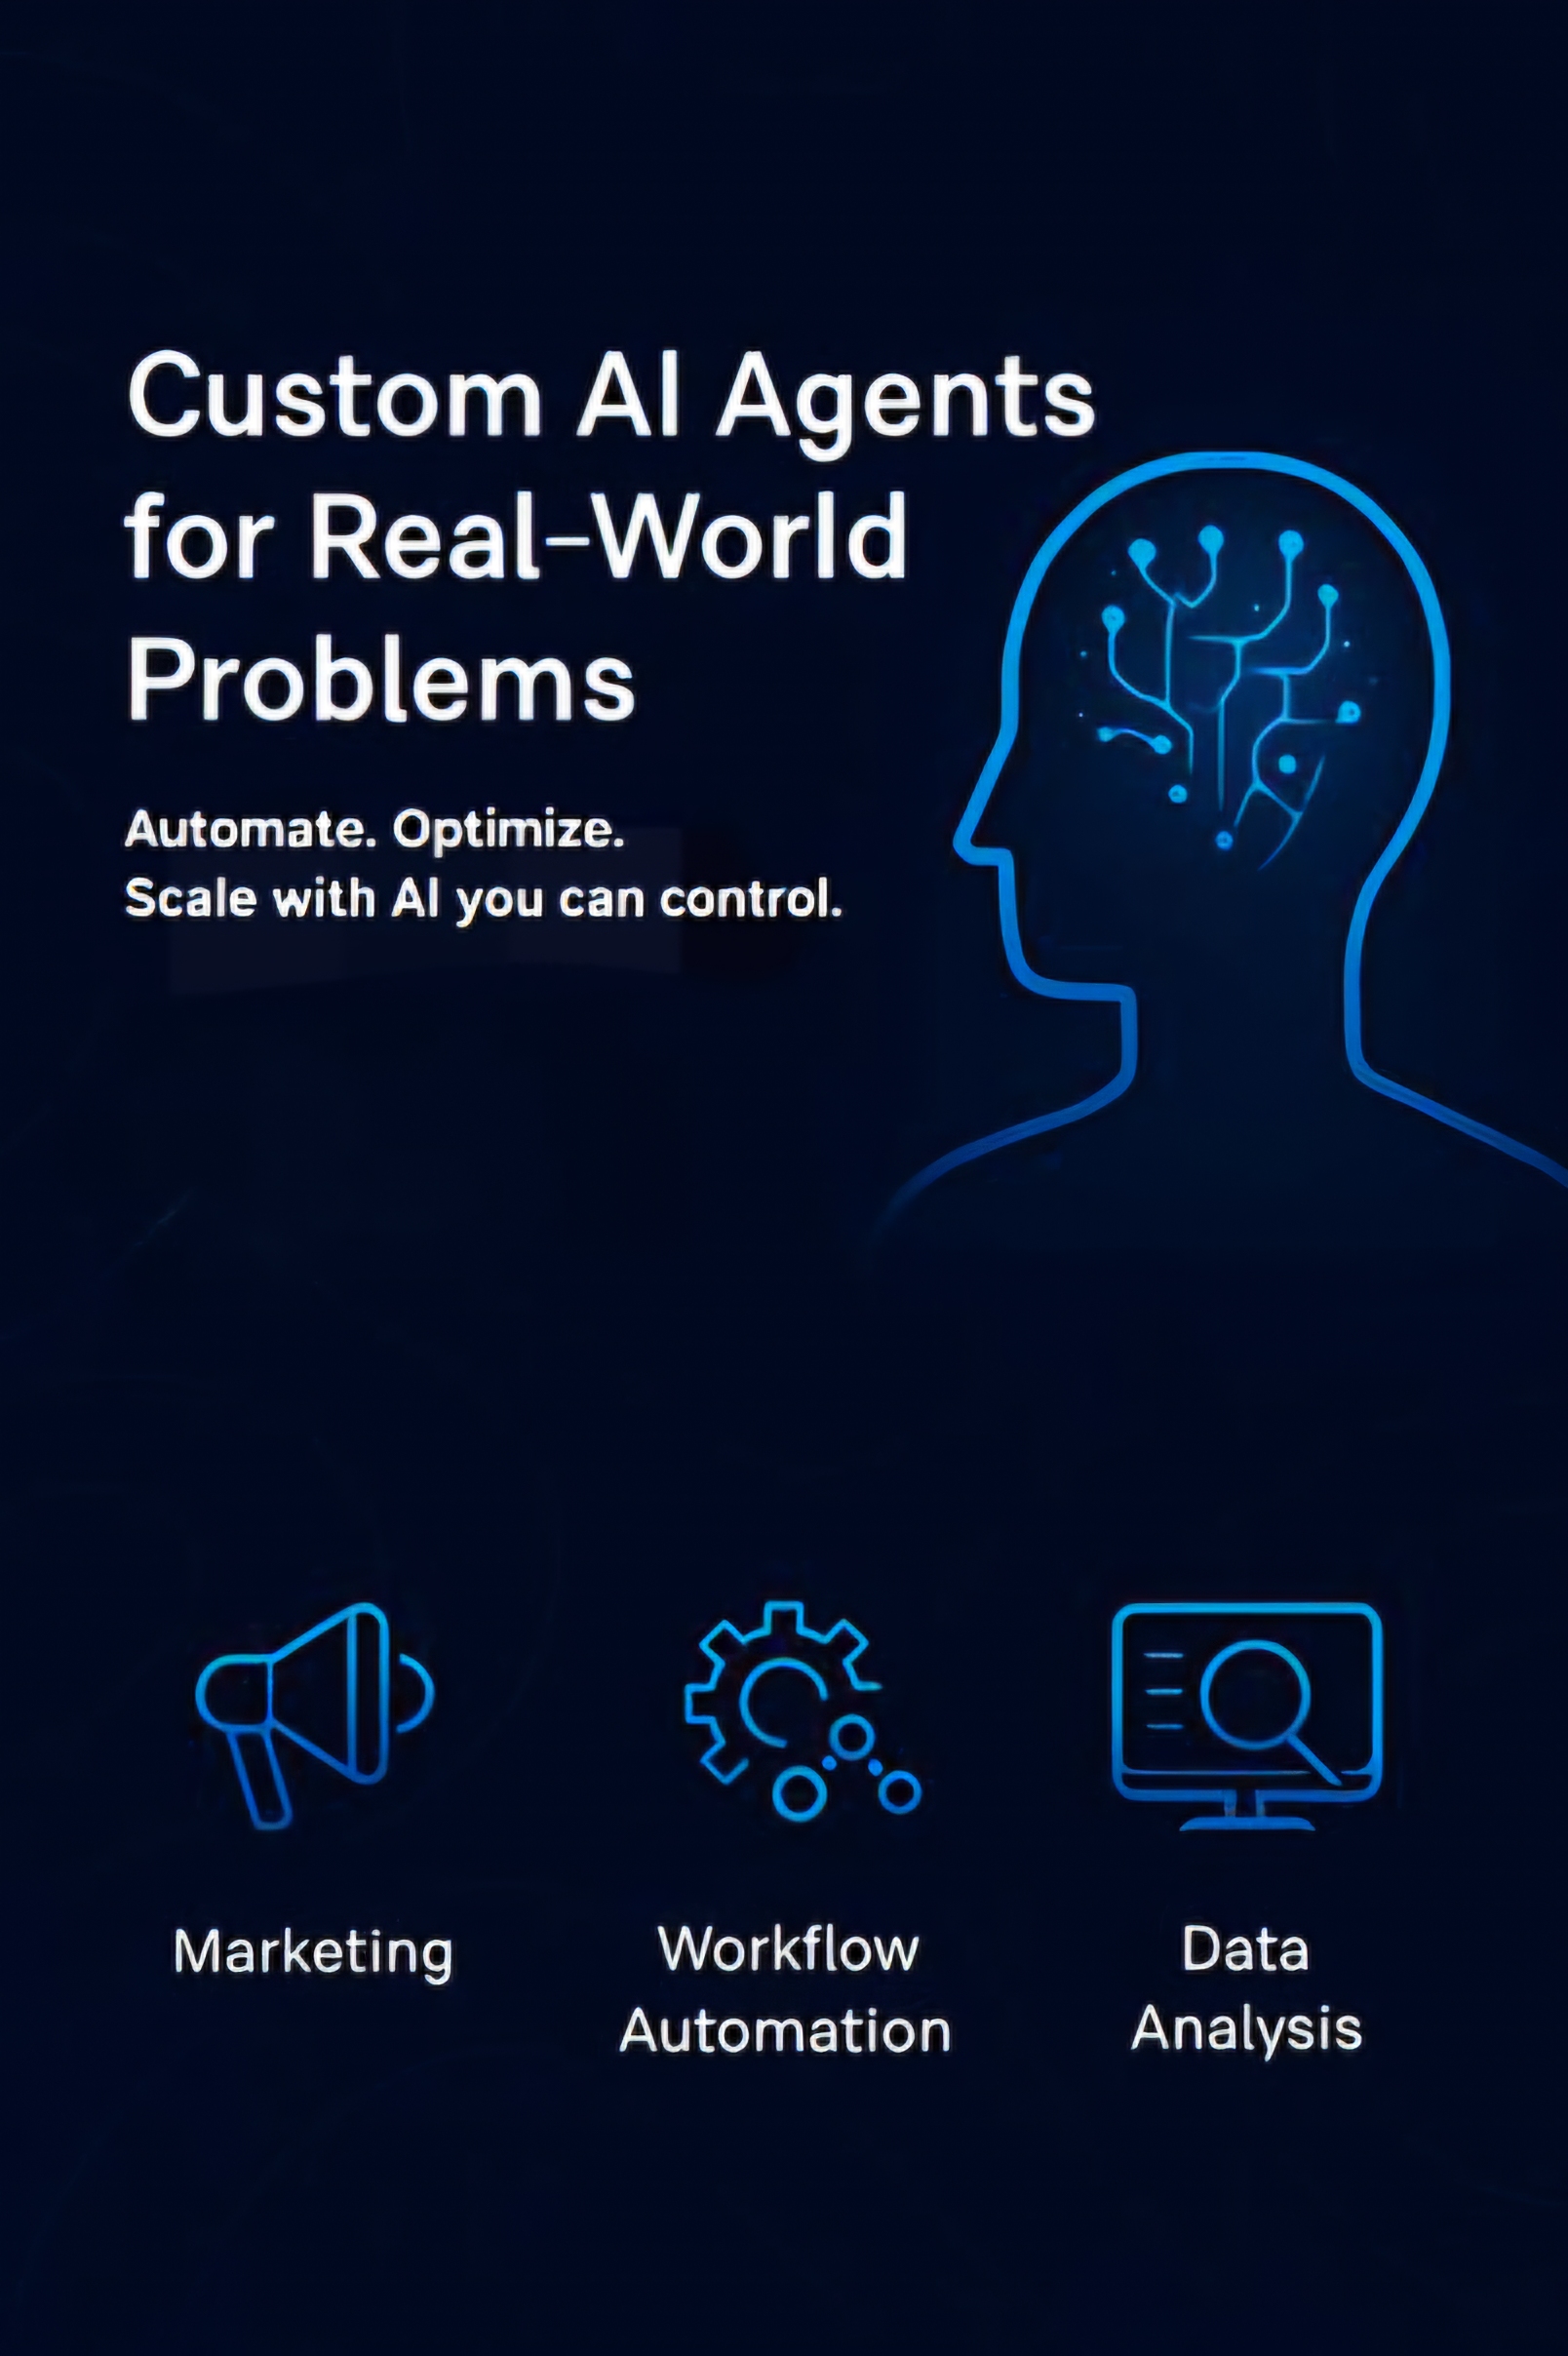 Custom AI Agents
for Real-World
Problems
Automate. Optimize.
Scale with AI you can control.
Marketing
Workflow
Automation
Data
Analysis